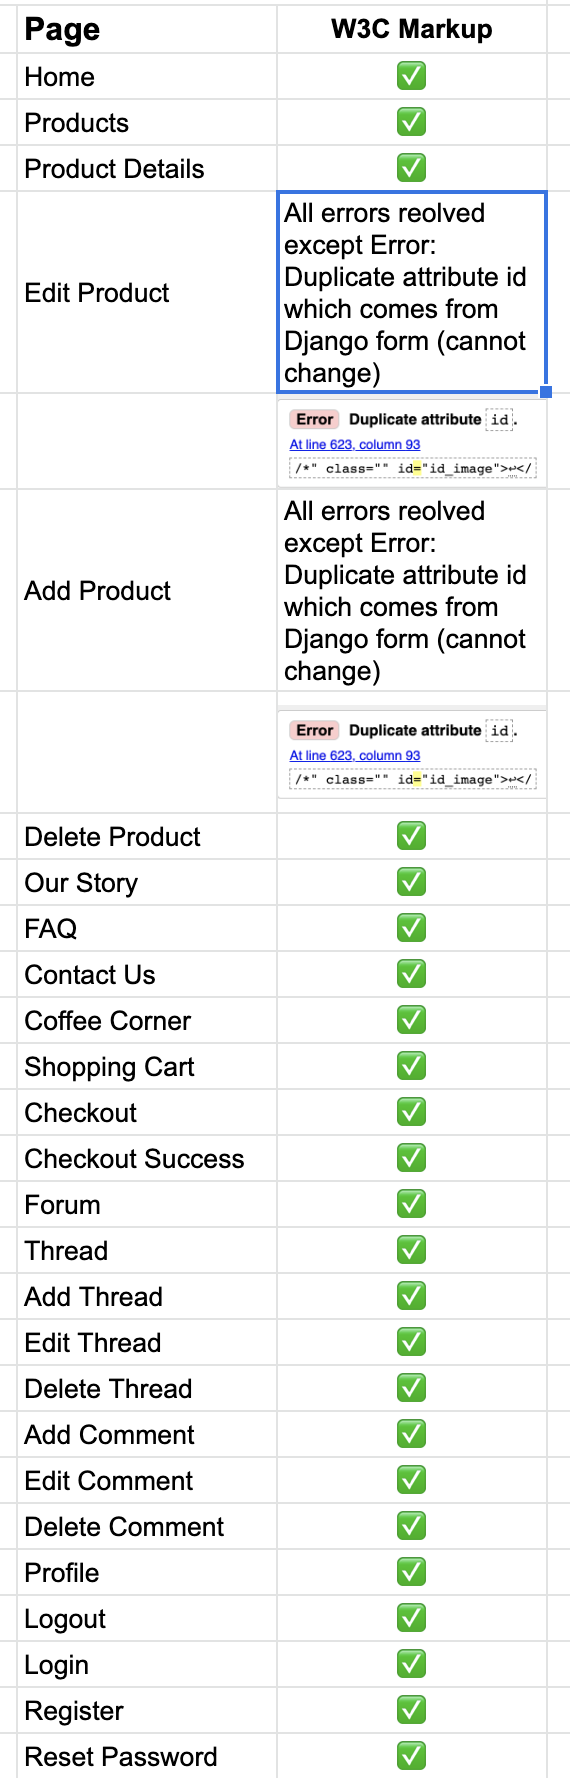 Page W3C Markup
Home ✅
Products ✅
Product Details ✅
Edit Product
All errors reolved
except Error:
Duplicate attribute id
which comes from
Django form (cannot
change)
Error Duplicate attribute id.
At line 623, column 93
/*" class="" id="id_image">↩</
Add Product
All errors reolved
except Error:
Duplicate attribute id
which comes from
Django form (cannot
change)
Error Duplicate attribute id.
At line 623, column 93
/*" class="" id="id_image">↩</
Delete Product ✅
Our Story ✅
FAQ ✅
Contact Us ✅
Coffee Corner ✅
Shopping Cart ✅
Checkout ✅
Checkout Success ✅
Forum ✅
Thread ✅
Add Thread ✅
Edit Thread ✅
Delete Thread ✅
Add Comment ✅
Edit Comment ✅
Delete Comment ✅
Profile ✅
Logout ✅
Login ✅
Register ✅
Reset Password ✅